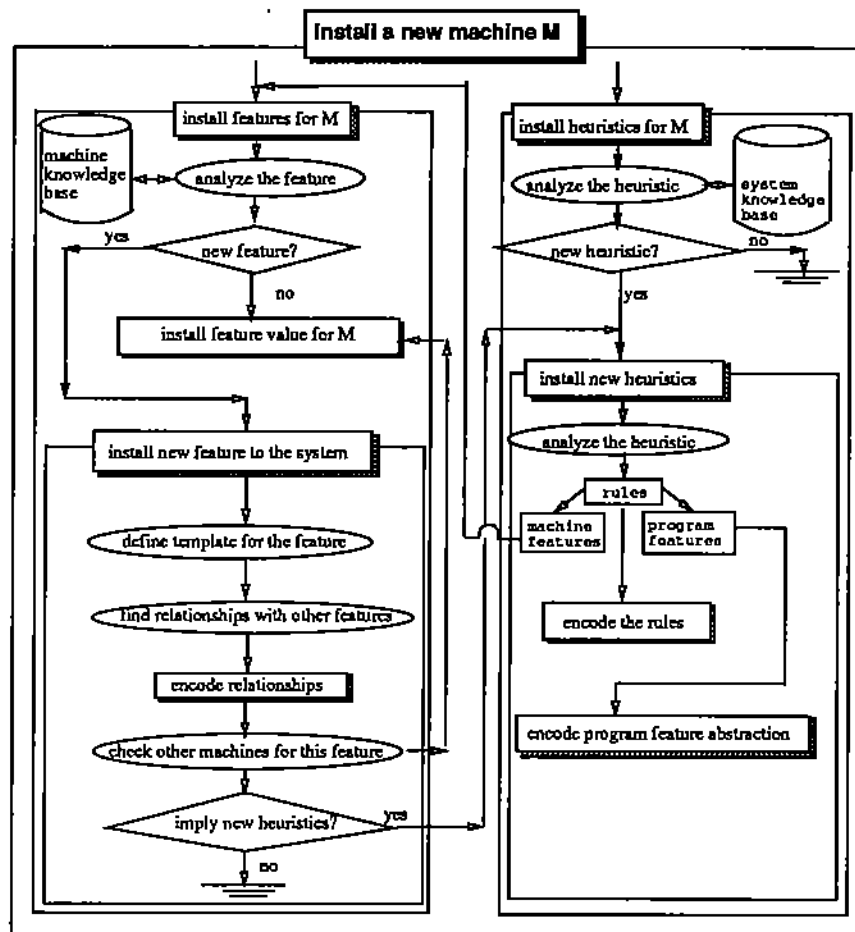 Install a new machine M
install features for M
machine
knowledge
base
analyze the feature
yes
new feature?
no
install feature value for M
install new feature to the system
define template for the feature
find relationships with other features
encode relationships
check other machines for this feature
imply new heuristics?
yes
no
install heuristics for M
analyze the heuristic
system
knowledge
base
new heuristic?
no
yes
install new heuristics
analyze the heuristic
rules
machine
features
program
features
encode the rules
encode program feature abstraction